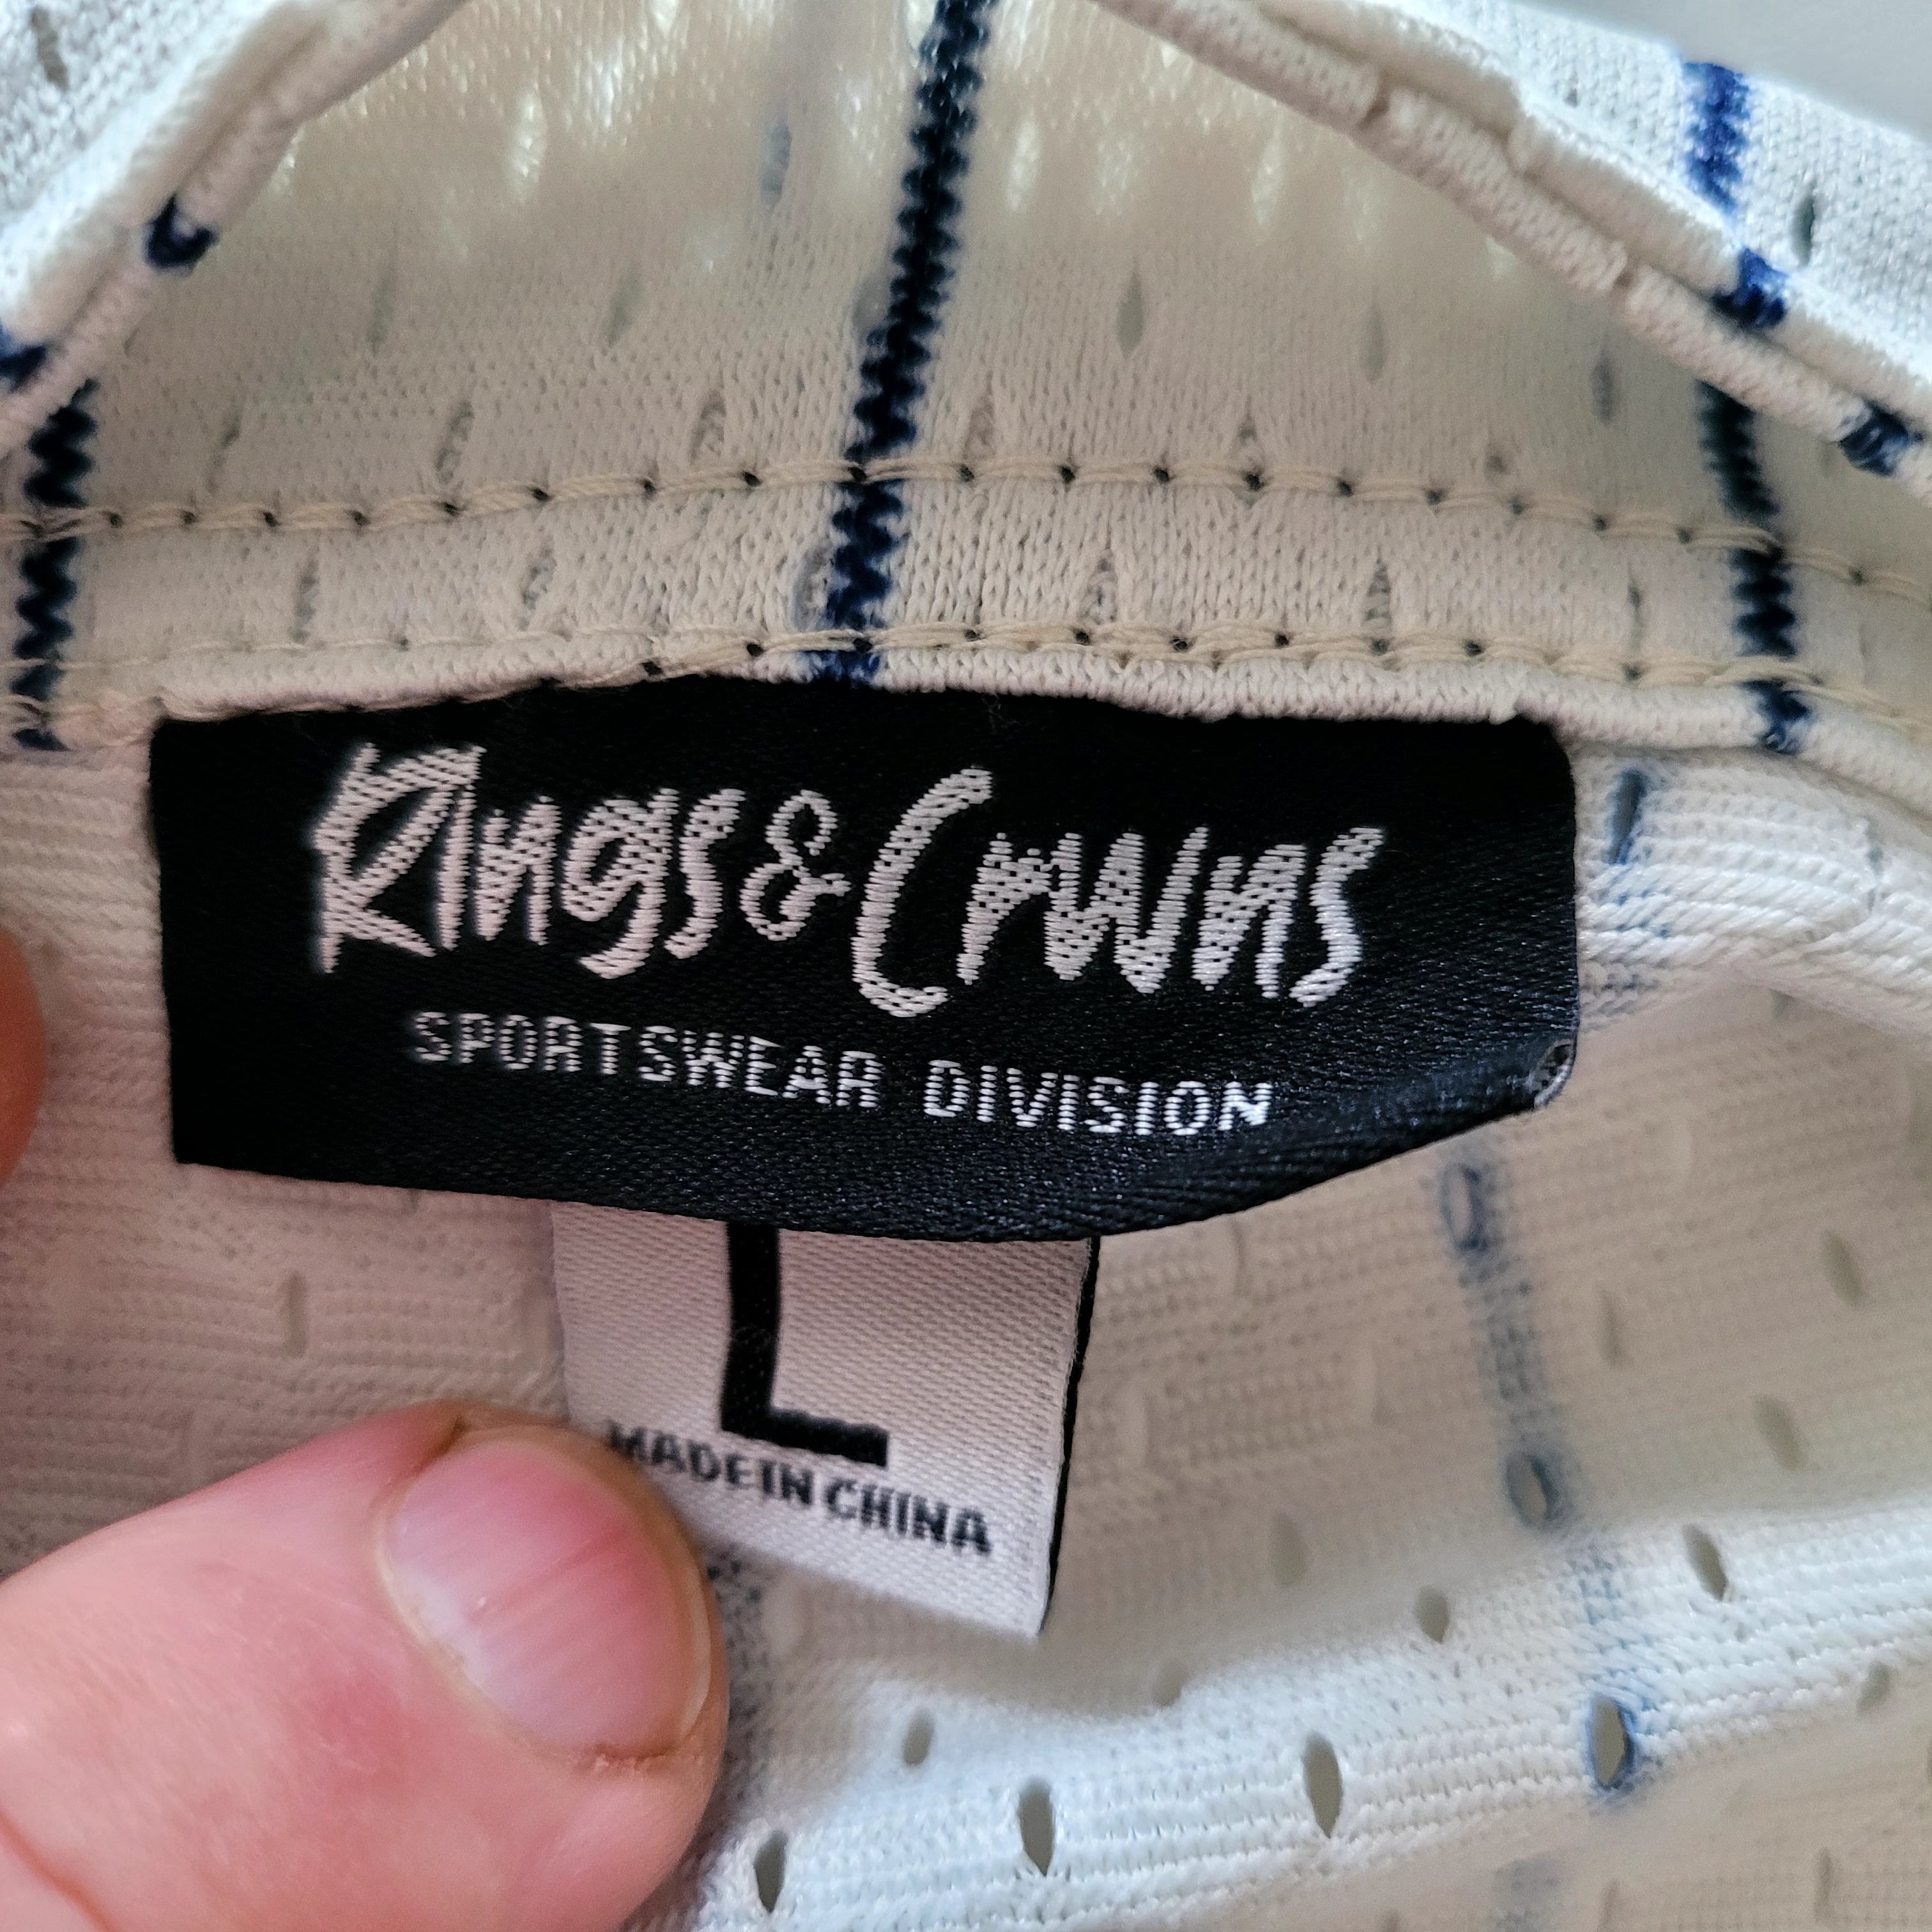 Kings & Crwns
SPORTSWEAR DIVISION
L
MADE IN CHINA